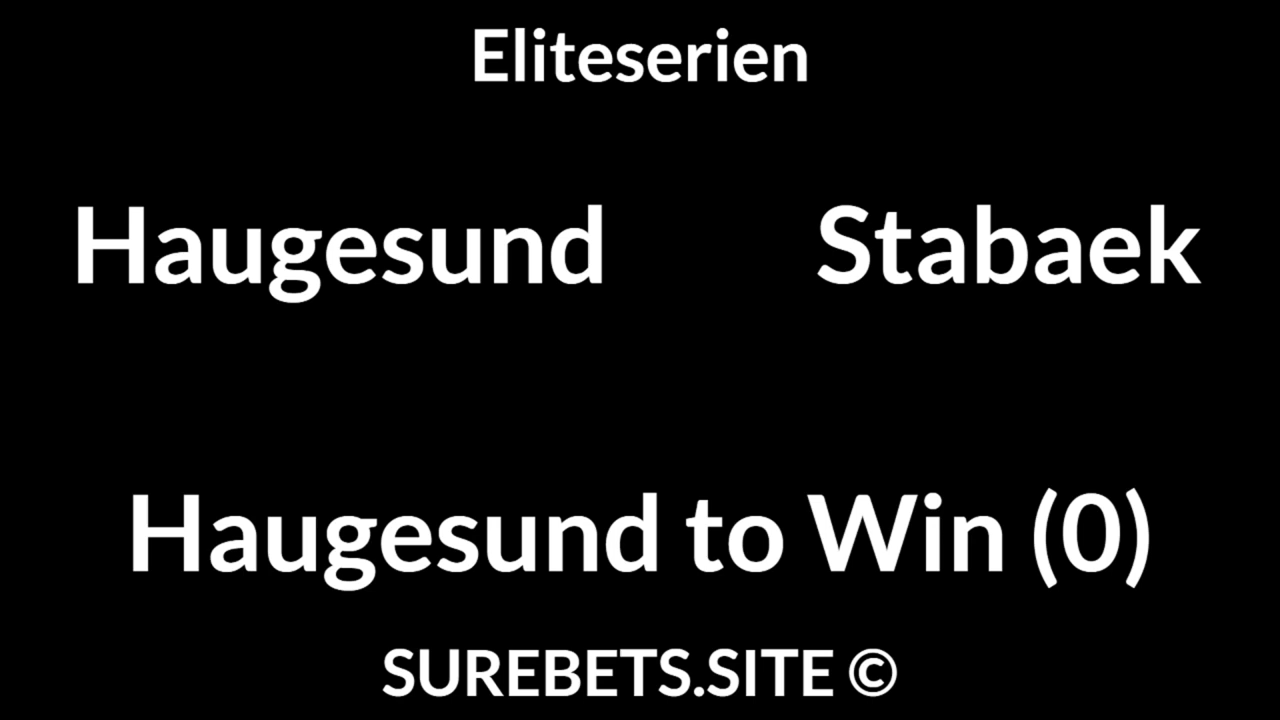 Eliteserien
Haugesund Stabaek
Haugesund to Win (0)
SUREBETS.SITE ©